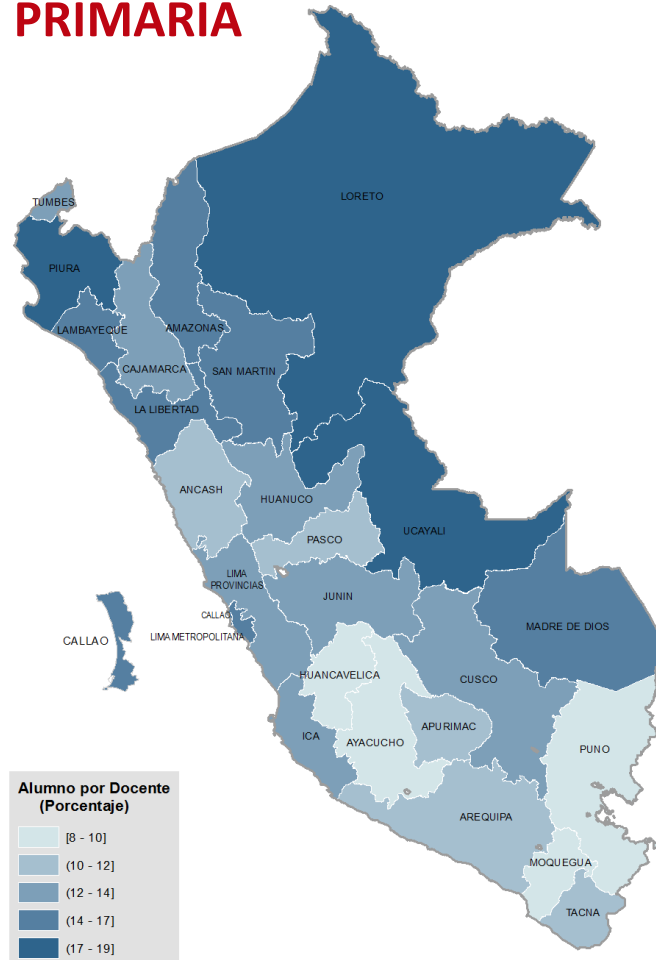 PRIMARIA
LORETO
TUMBES
PIURA
LAMBAYEQUE
AMAZONAS
CAJAMARCA
SAN MARTIN
LA LIBERTAD
ANCASH
HUANUCO
UCAYALI
PASCO
LIMA
PROVINCIAS
JUNIN
CALLAO
MADRE DE DIOS
CALLAO
LIMA METROPOLITANA
HUANCAVELICA
CUSCO
APURIMAC
ICA
AYACUCHO
PUNO
AREQUIPA
MOQUEGUA
TACNA
Alumno por Docente
(Porcentaje)
[8 - 10]
(10 - 12]
(12 - 14]
(14 - 17]
(17 - 19]